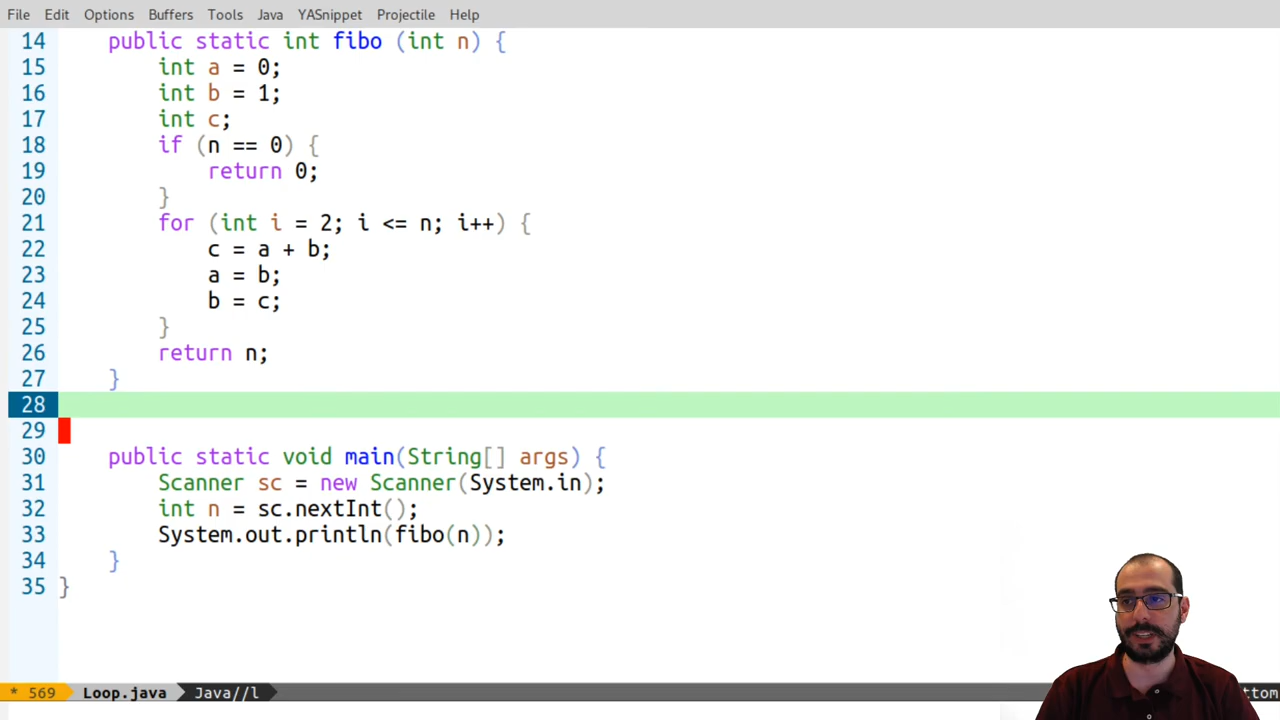 File Edit Options Buffers Tools Java YASnippet Projectile Help
14 public static int fibo (int n) {
15 int a = 0;
16 int b = 1;
17 int c;
18 if (n == 0) {
19 return 0;
20 }
21 for (int i = 2; i <= n; i++) {
22 c = a + b;
23 a = b;
24 b = c;
25 }
26 return n;
27 }
28
29
30 public static void main(String[] args) {
31 Scanner sc = new Scanner(System.in);
32 int n = sc.nextInt();
33 System.out.println(fibo(n));
34 }
35 }
* 569 Loop.java Java//l ttom